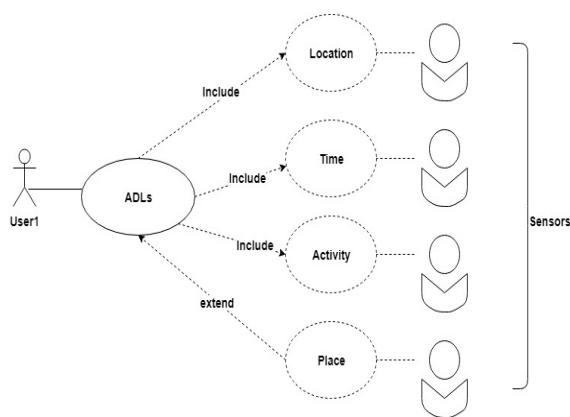 Location
Include
Time
Include
ADLs
User1
Sensors
Include
Activity
extend
Place